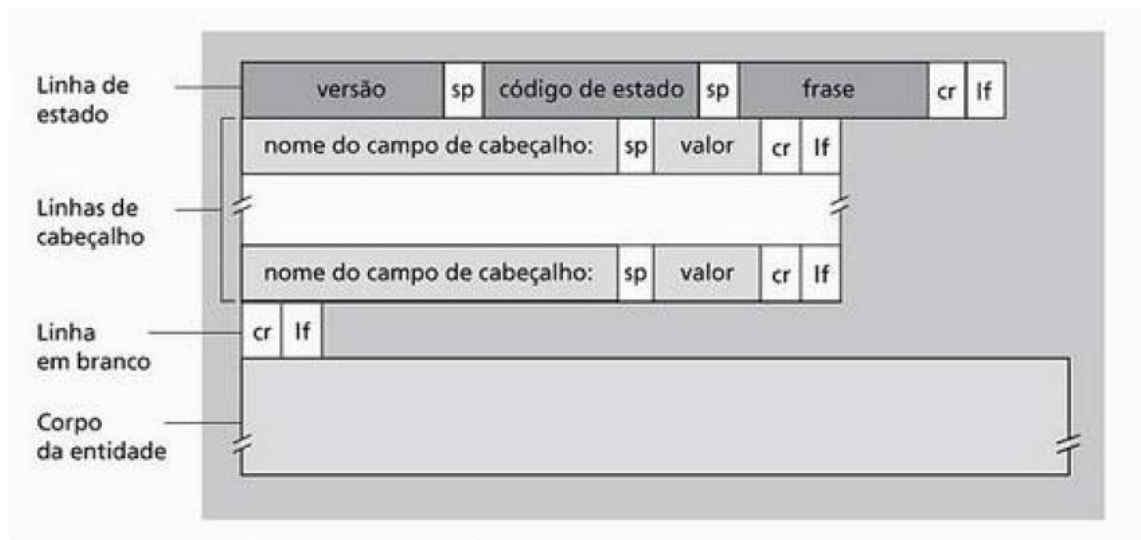 Linha de
estado
versão sp código de estado sp frase cr lf
nome do campo de cabeçalho: sp valor cr lf
Linhas de
cabeçalho
nome do campo de cabeçalho: sp valor cr lf
Linha
em branco
cr lf
Corpo
da entidade